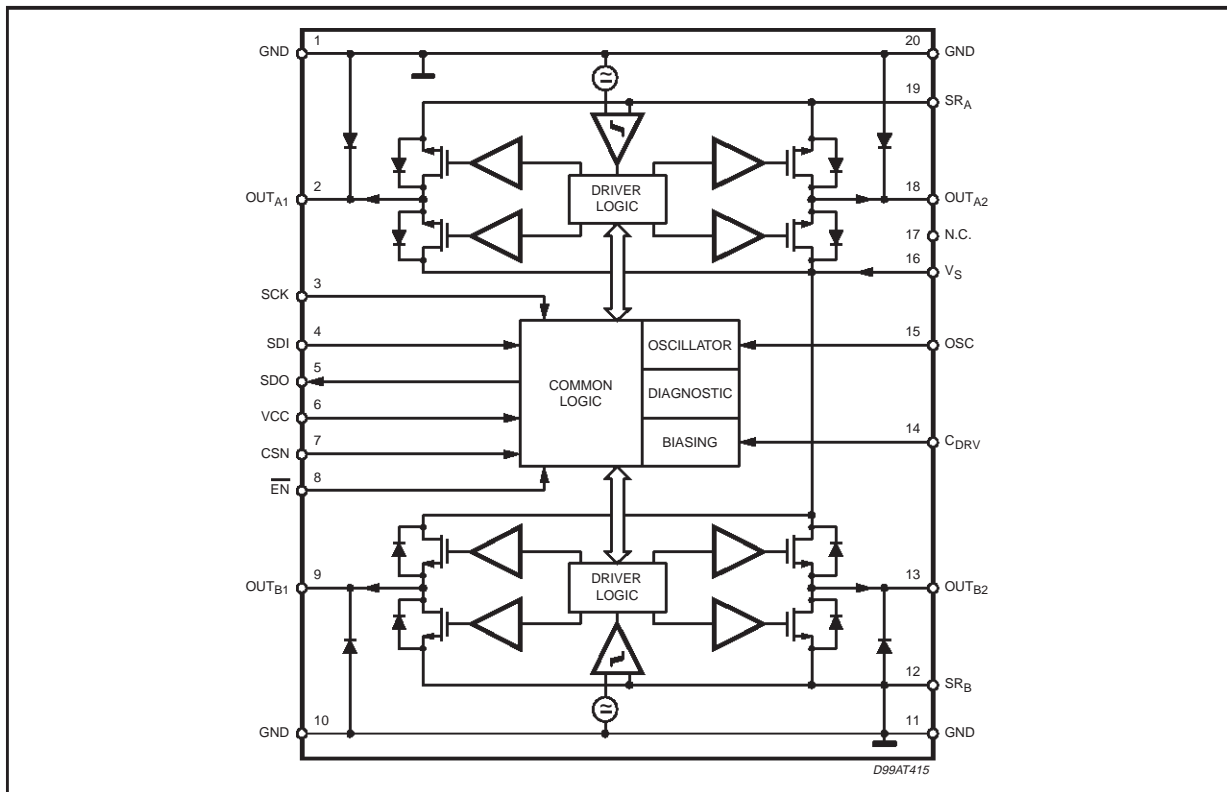 GND 1 20 GND
19 SRA
DRIVER
LOGIC
OUTA1 2 18 OUTA2
17 N.C.
16 VS
SCK 3
SDI 4 15 OSC
OSCILLATOR
SDO 5
COMMON
LOGIC
DIAGNOSTIC
VCC 6
BIASING
14 CDRV
CSN 7
EN 8
OUTB1 9 13 OUTB2
DRIVER
LOGIC
12 SRB
GND 10 11 GND
D99AT415